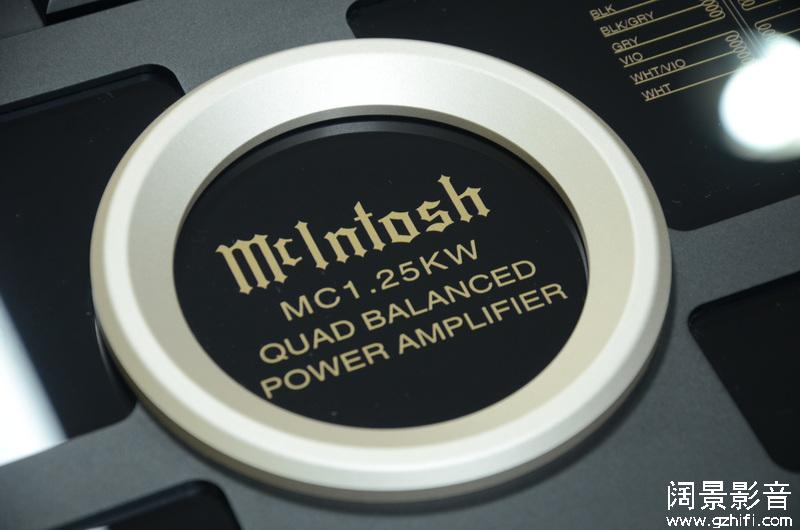 BLK
BLK/GRY
GRY
VIO
WHT/VIO
WHT
McIntosh
MC1.25KW
QUAD BALANCED
POWER AMPLIFIER
阔景影音
www.gzhifi.com